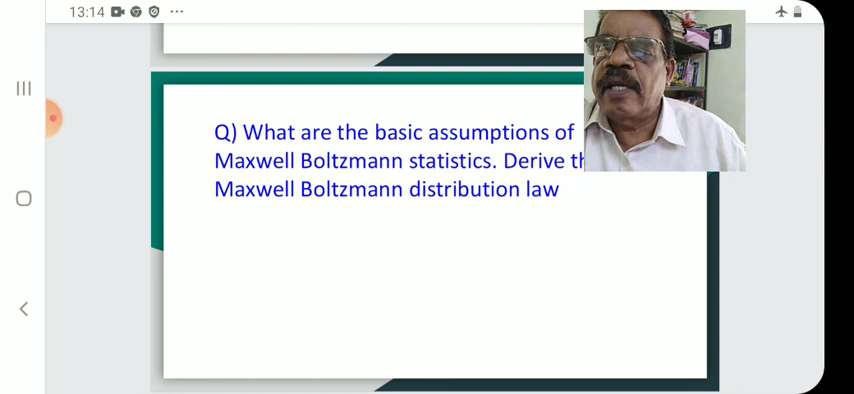 13:14
Q) What are the basic assumptions of
Maxwell Boltzmann statistics. Derive
Maxwell Boltzmann distribution law